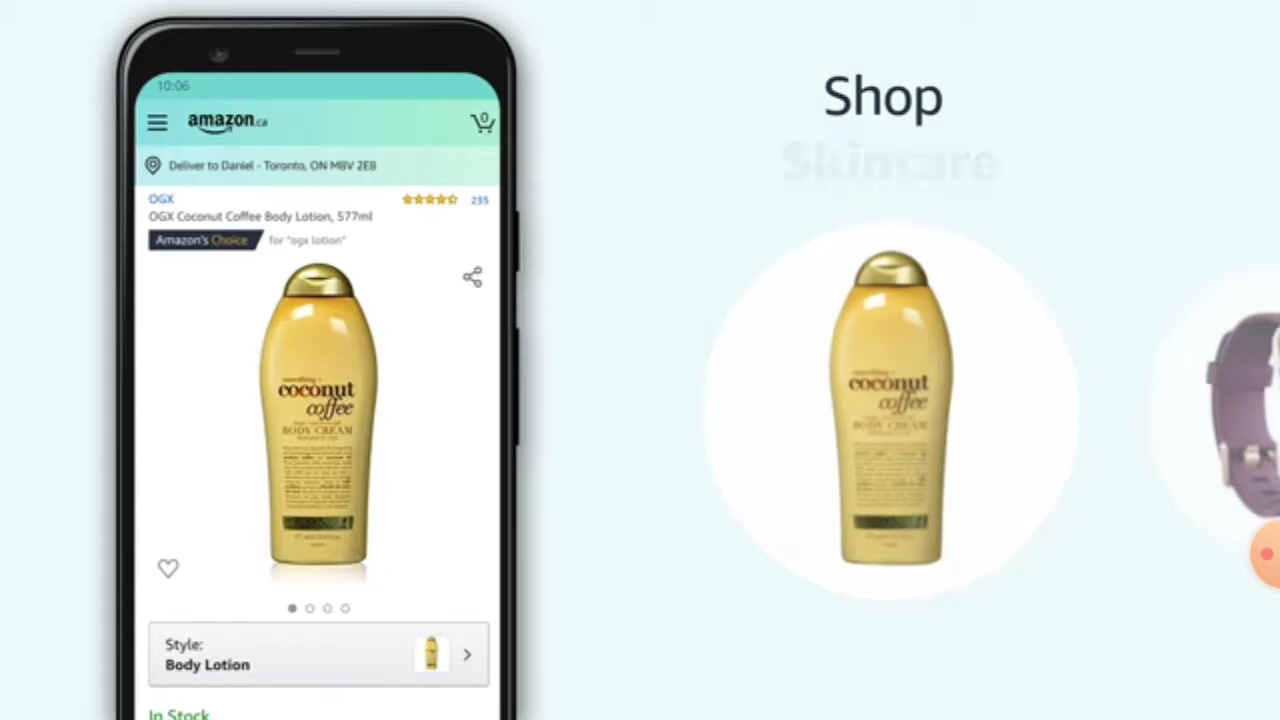 10:06
amazon.ca
0
Deliver to Daniel - Toronto, ON M8V 2E8
OGX
235
OGX Coconut Coffee Body Lotion, 577ml
Amazon's Choice
for "ogx lotion"
coconut
coffee
BODY CREAM
Style:
Body Lotion
In Stock.
Shop
Skincare
coconut
coffee
BODY CREAM